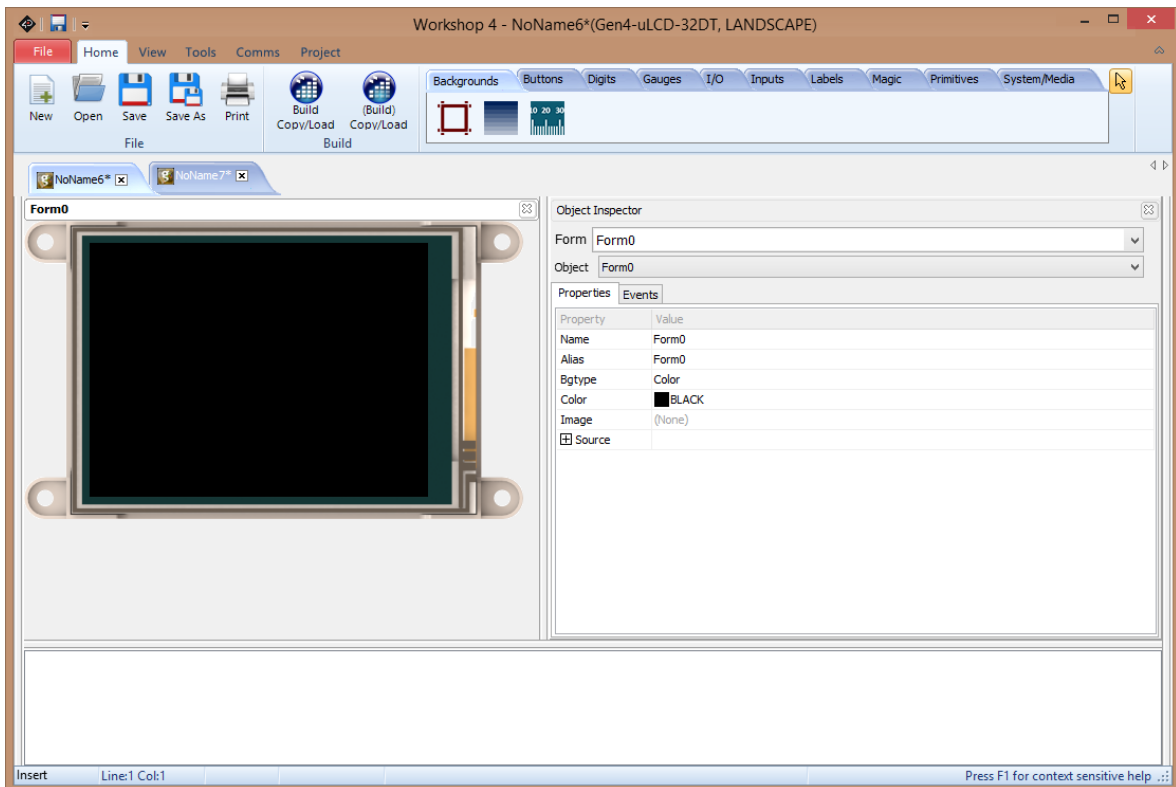 Workshop 4 - NoName6*(Gen4-uLCD-32DT, LANDSCAPE)
File Home View Tools Comms Project
New Open Save Save As Print
File
Build Copy/Load
(Build) Copy/Load
Build
Backgrounds Buttons Digits Gauges I/O Inputs Labels Magic Primitives System/Media
10 20 30
NoName6* NoName7*
Form0
Object Inspector
Form Form0
Object Form0
Properties Events
Property Value
Name Form0
Alias Form0
Bgtype Color
Color BLACK
Image (None)
Source
Insert Line:1 Col:1 Press F1 for context sensitive help